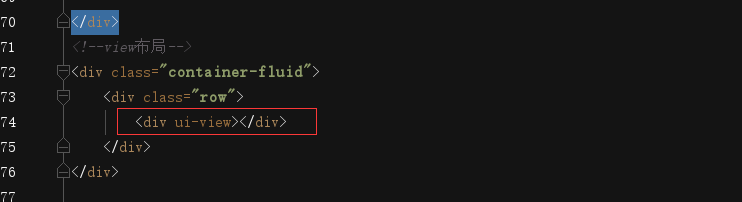 70 </div>
71 <!--view布局-->
72 <div class="container-fluid">
73 <div class="row">
74 <div ui-view></div>
75 </div>
76 </div>
77